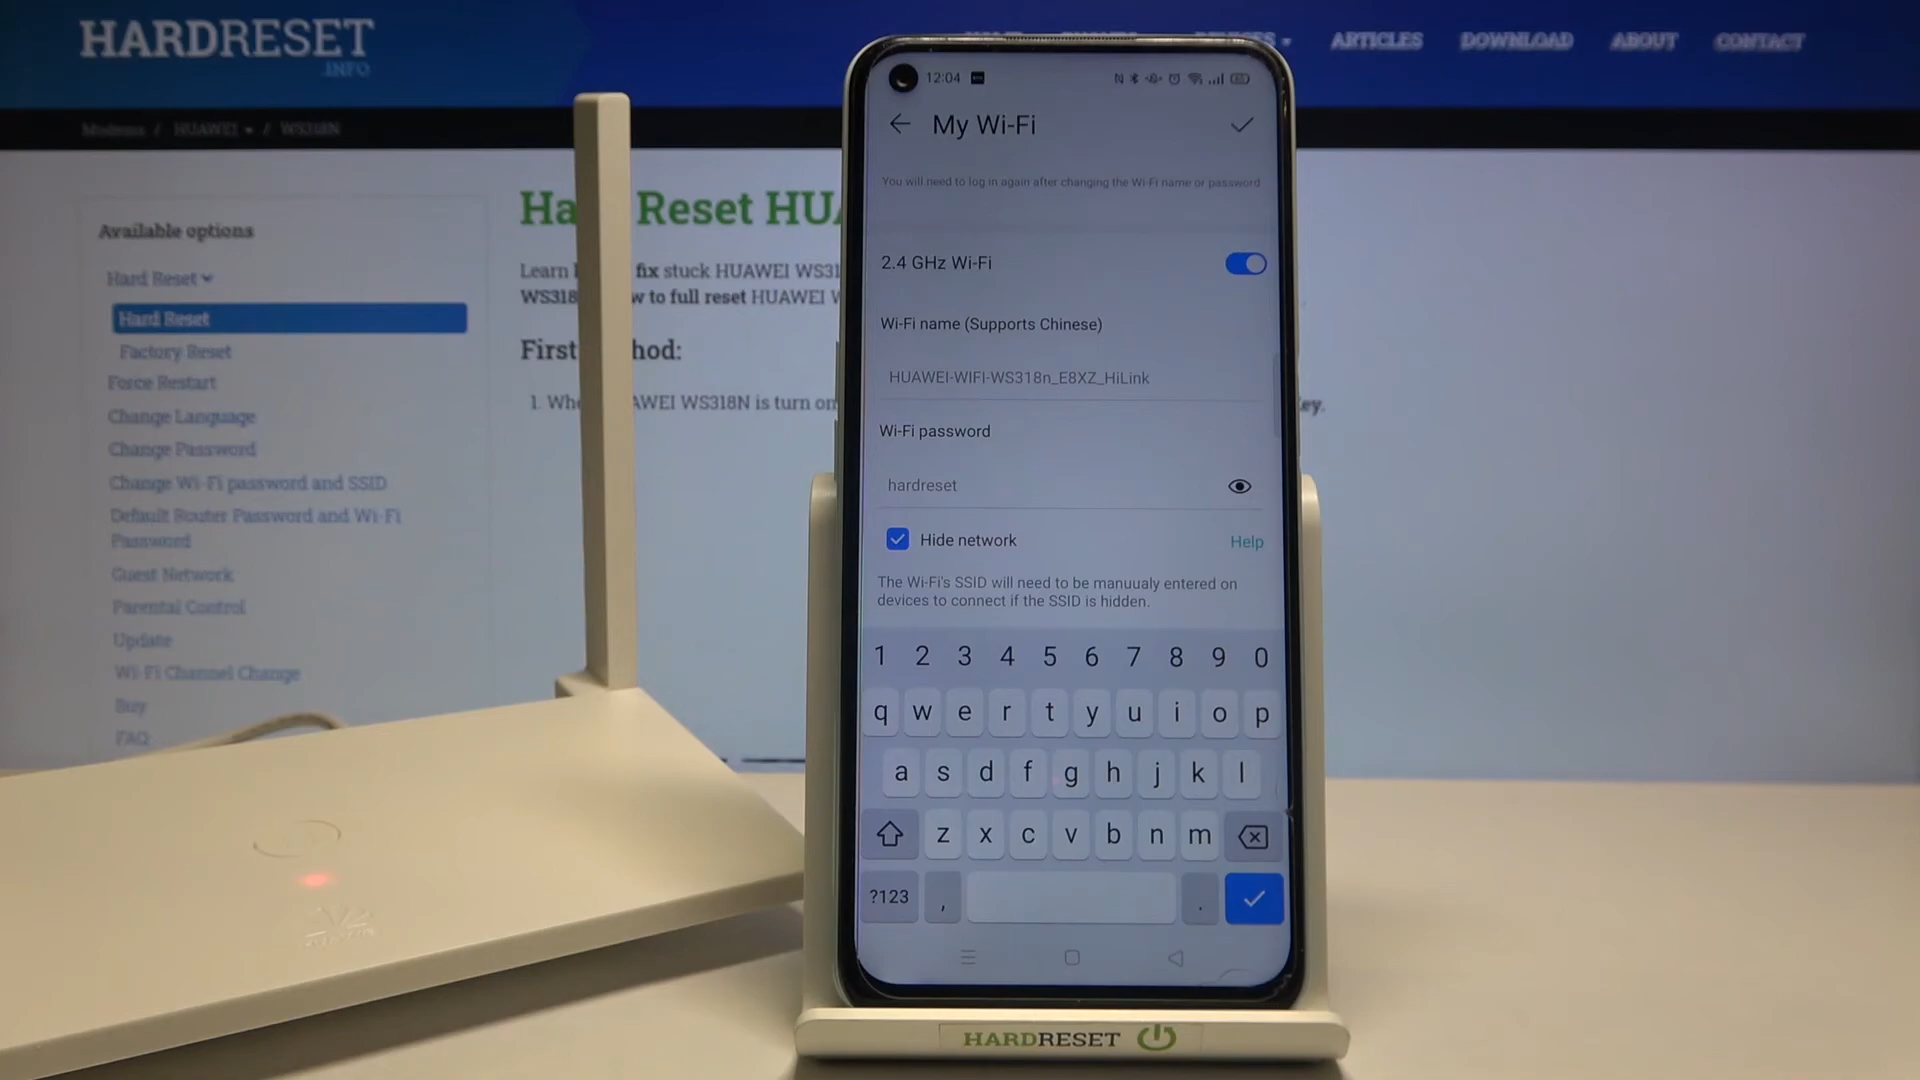 HARDRESET
.INFO
ARTICLES
DOWNLOAD
ABOUT
CONTACT
Modems / HUAWEI / WS318N
Available options
Hard Reset
Hard Reset
Factory Reset
Force Restart
Change Language
Change Password
Change Wi-Fi password and SSID
Default Router Password and Wi-Fi
Password
Guest Network
Parental Control
Update
Wi-Fi Channel Change
Buy
FAQ
Reset
Learn fix stuck HUAWEI
to full reset HUAWEI
First
1. AWEI WS318N is turn on
12:04
My Wi-Fi
You will need to log in again after changing the Wi-Fi name or password
2.4 GHz Wi-Fi
Wi-Fi name (Supports Chinese)
HUAWEI-WIFI-WS318n_E8XZ_HiLink
Wi-Fi password
hardreset
Hide network
Help
The Wi-Fi's SSID will need to be manuualy entered on
devices to connect if the SSID is hidden.
1 2 3 4 5 6 7 8 9 0
q w e r t y u i o p
a s d f g h j k l
z x c v b n m
?123 , .
HARDRESET